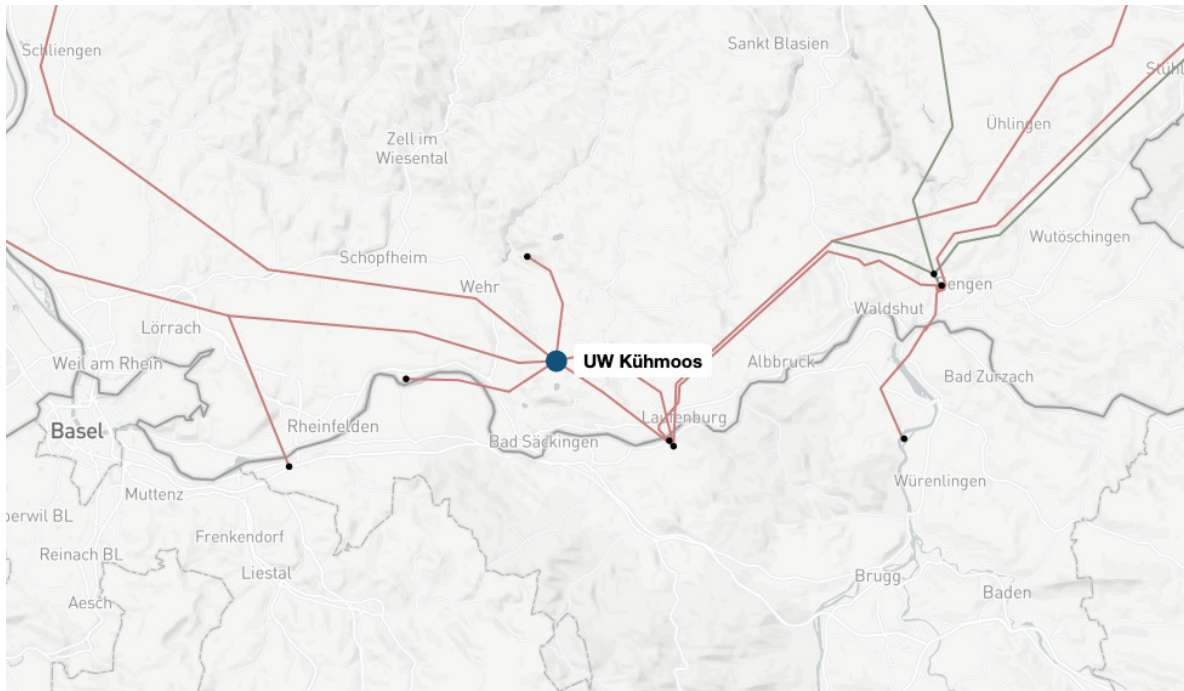 Schliengen
Sankt Blasien
Ühlingen
Zell im
Wiesental
Wutöschingen
Schopfheim
Wehr
Lörrach
Waldshut
Weil am Rhein
UW Kühmoos
Albbruck
Bad Zurzach
Rheinfelden
Laufenburg
Basel
Bad Säckingen
Muttenz
Würenlingen
Frenkendorf
Reinach BL
Liestal
Brugg
Aesch
Baden